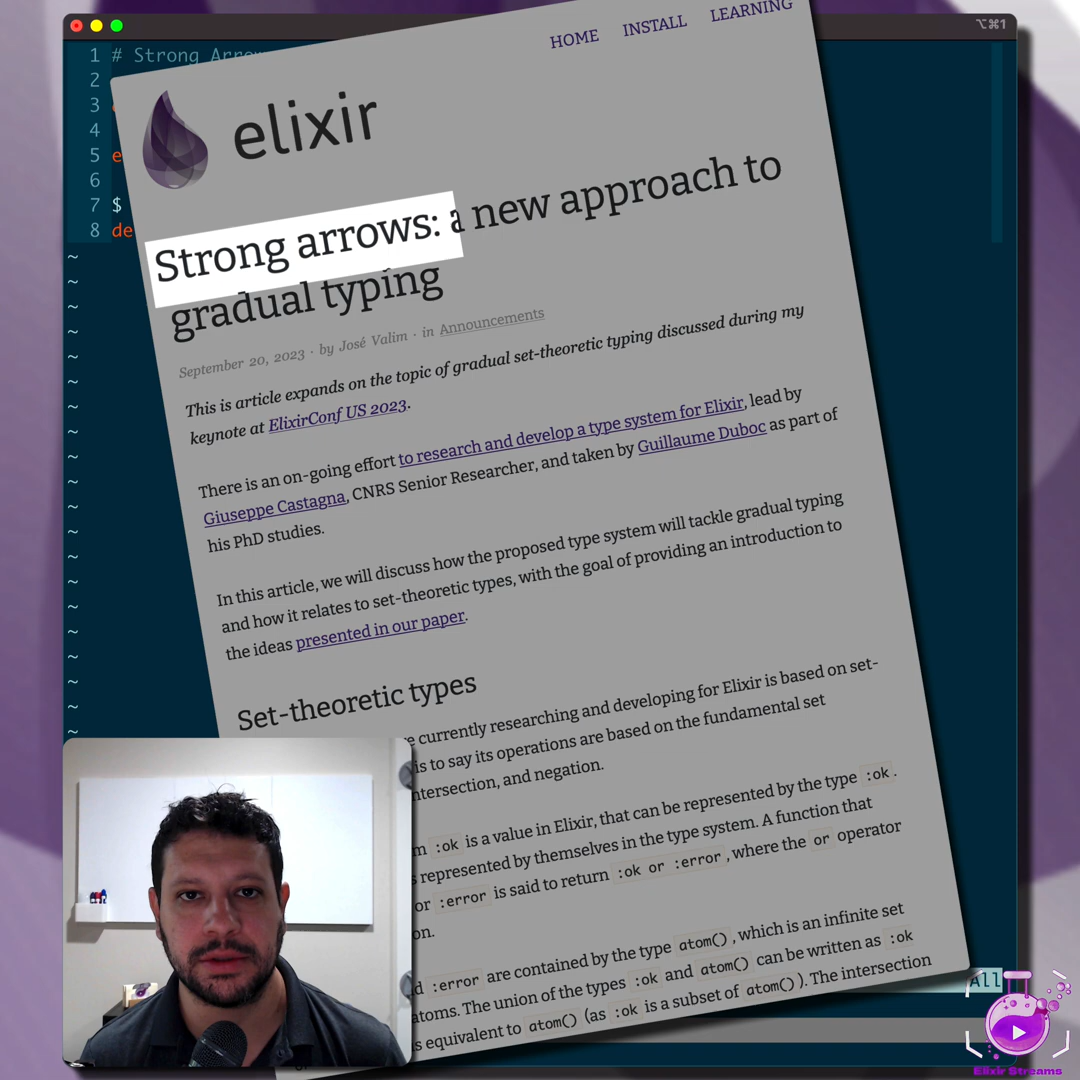 ⌥⌘1
1 # Strong Arro
2
3
4
5 e
6
7 $
8 de
~
HOME INSTALL LEARNING
elixir
Strong arrows: a new approach to
gradual typing
September 20, 2023 · by José Valim · in Announcements
This is article expands on the topic of gradual set-theoretic typing discussed during my
keynote at ElixirConf US 2023.
There is an on-going effort to research and develop a type system for Elixir, lead by
Giuseppe Castagna, CNRS Senior Researcher, and taken by Guillaume Duboc as part of
his PhD studies.
In this article, we will discuss how the proposed type system will tackle gradual typing
and how it relates to set-theoretic types, with the goal of providing an introduction to
the ideas presented in our paper.
Set-theoretic types
currently researching and developing for Elixir is based on set-
is to say its operations are based on the fundamental set
ntersection, and negation.
:ok is a value in Elixir, that can be represented by the type :ok.
represented by themselves in the type system. A function that
or :error is said to return :ok or :error, where the or operator
on.
:error are contained by the type atom(), which is an infinite set
atoms. The union of the types :ok and atom() can be written as :ok
s equivalent to atom() (as :ok is a subset of atom()). The intersection
All
Elixir Streams